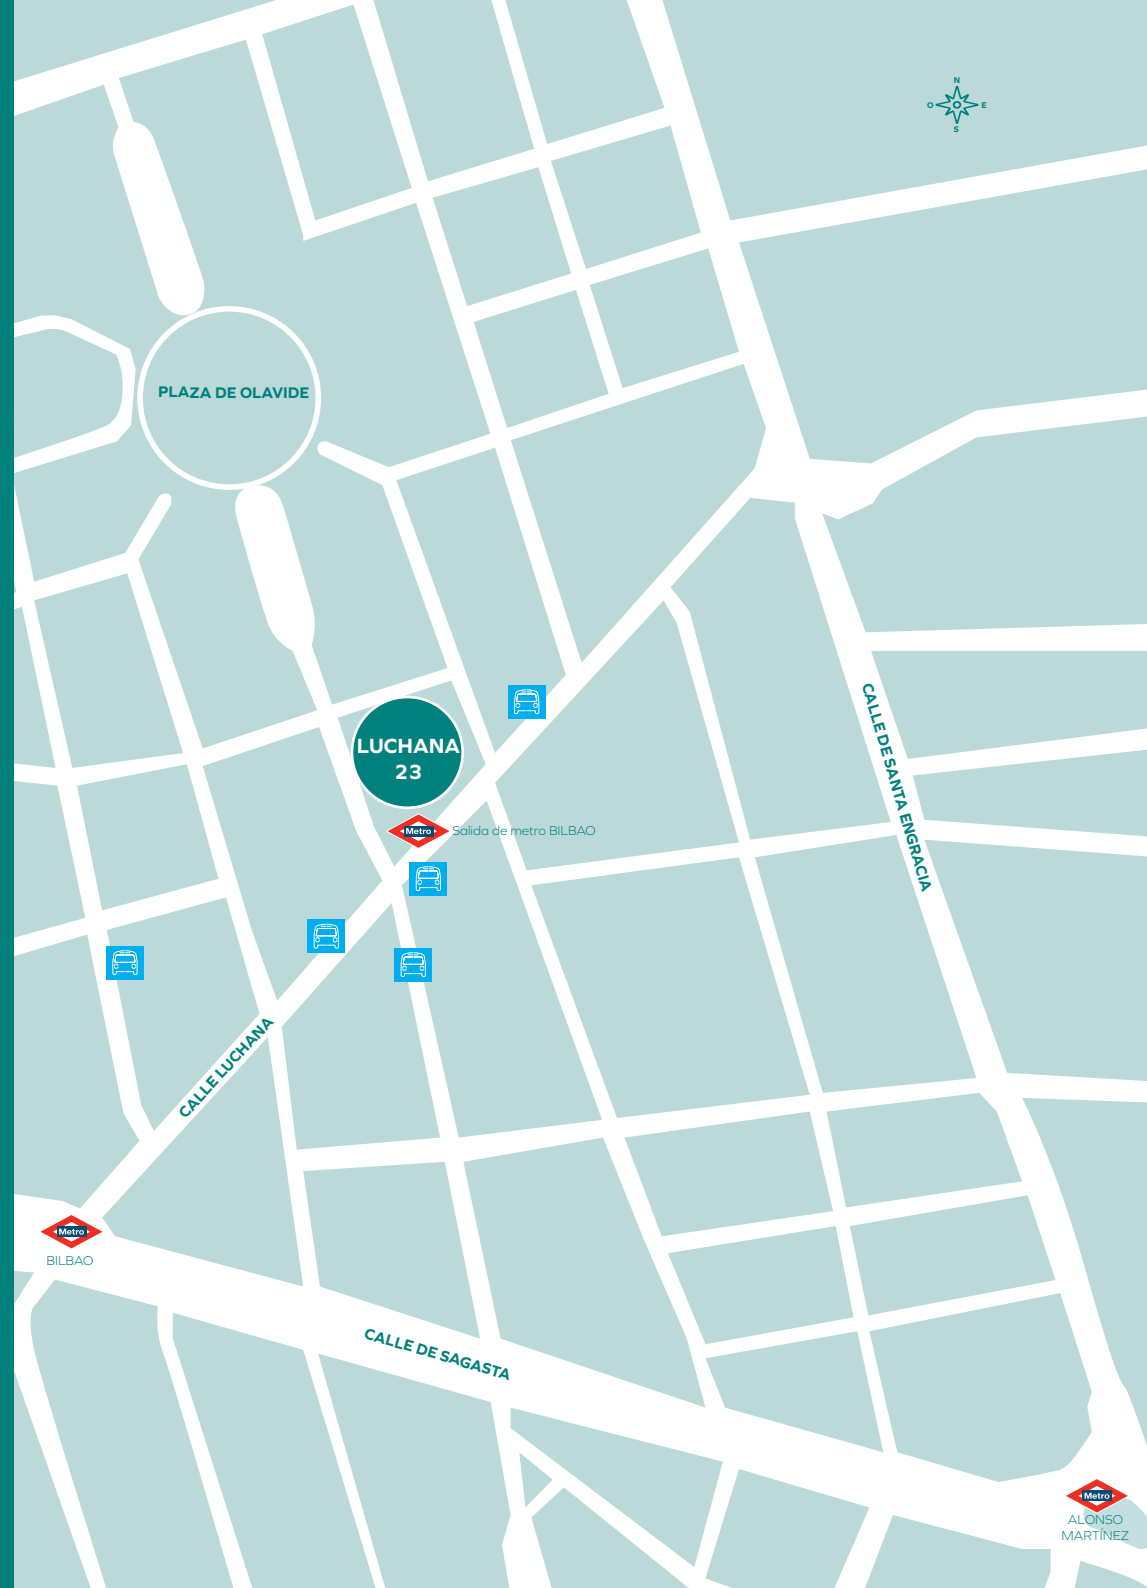 N
O
E
S
PLAZA DE OLAVIDE
LUCHANA
23
Metro
Salida de metro BILBAO
CALLE DE SANTA ENGRACIA
CALLE LUCHANA
Metro
BILBAO
CALLE DE SAGASTA
Metro
ALONSO
MARTÍNEZ